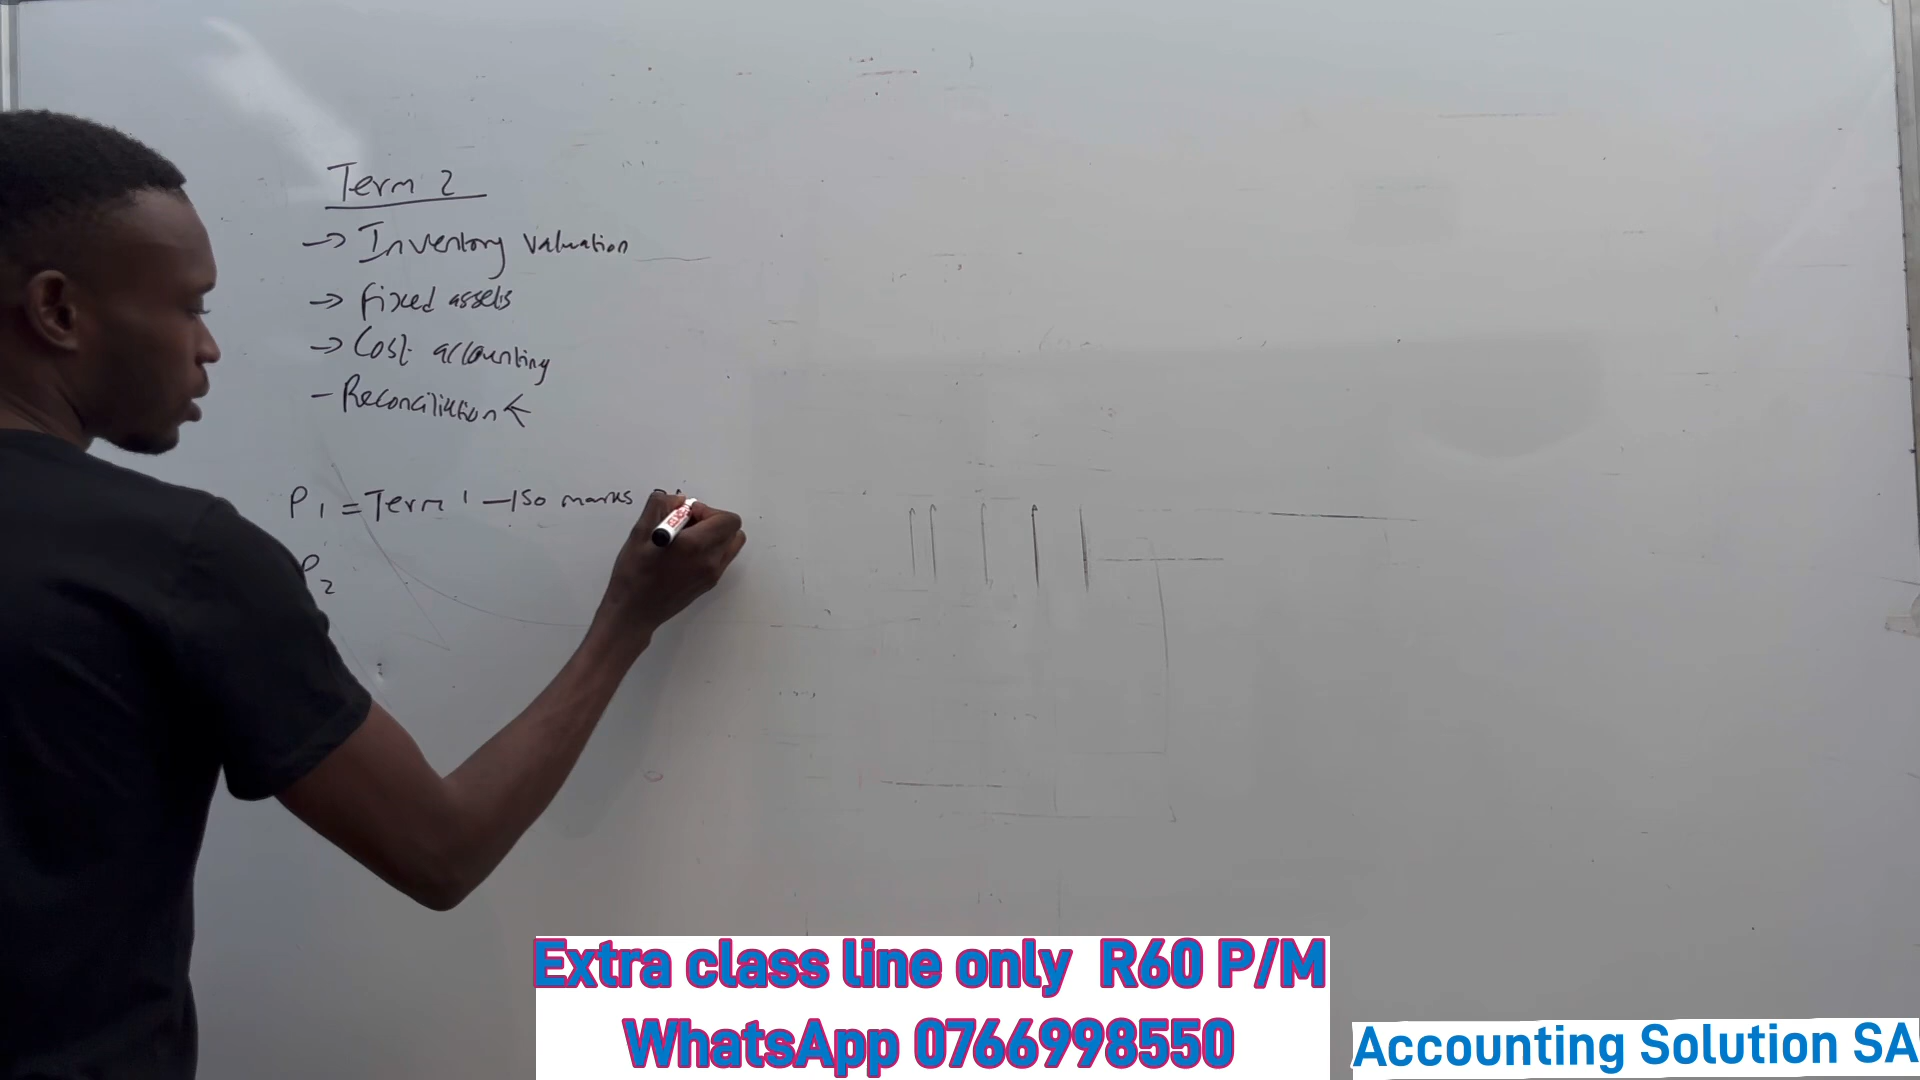 Term 2
→ Inventory valuation
→ fixed assets
→ Cost accounting
- Reconciliation ←
P1 = Term 1 - 150 marks
P2
Extra class line only R60 P/M
WhatsApp 0766998550
Accounting Solution SA